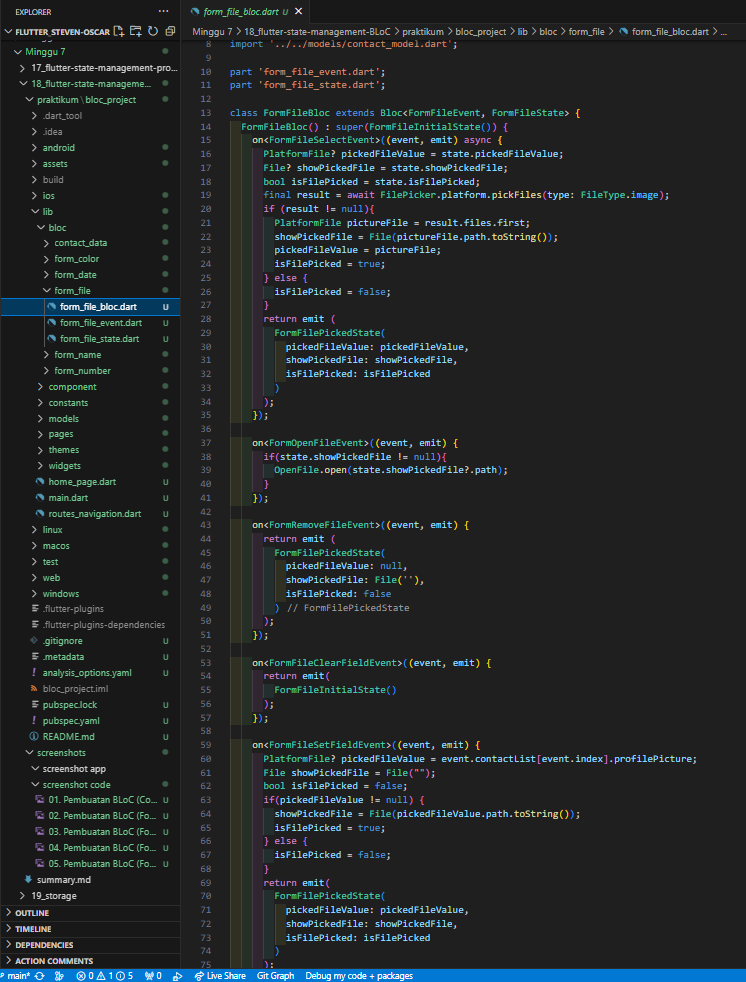 EXPLORER
FLUTTER_STEVEN-OSCAR
Minggu 7
17_flutter-state-management-pro...
18_flutter-state-manageme...
praktikum \ bloc_project
.dart_tool
.idea
android
assets
build
ios
lib
bloc
contact_data
form_color
form_date
form_file
form_file_bloc.dart U
form_file_event.dart U
form_file_state.dart U
form_name
form_number
component
constants
models
pages
themes
widgets
home_page.dart U
main.dart U
routes_navigation.dart U
linux
macos
test
web
windows
.flutter-plugins
.flutter-plugins-dependencies
.gitignore U
.metadata U
analysis_options.yaml U
bloc_project.iml
pubspec.lock U
pubspec.yaml U
README.md U
screenshots
screenshot app
screenshot code
01. Pembuatan BLoC (Co... U
02. Pembuatan BLoC (Fo... U
03. Pembuatan BLoC (Fo... U
04. Pembuatan BLoC (Fo... U
05. Pembuatan BLoC (Fo... U
summary.md
19_storage
OUTLINE
TIMELINE
DEPENDENCIES
ACTION COMMENTS
form_file_bloc.dart U
Minggu 7 > 18_flutter-state-management-BLoC > praktikum > bloc_project > lib > bloc > form_file > form_file_bloc.dart > ...
8 import '../../models/contact_model.dart';
9
10 part 'form_file_event.dart';
11 part 'form_file_state.dart';
12
13 class FormFileBloc extends Bloc<FormFileEvent, FormFileState> {
14 FormFileBloc() : super(FormFileInitialState()) {
15 on<FormFileSelectEvent>((event, emit) async {
16 PlatformFile? pickedFileValue = state.pickedFileValue;
17 File? showPickedFile = state.showPickedFile;
18 bool isFilePicked = state.isFilePicked;
19 final result = await FilePicker.platform.pickFiles(type: FileType.image);
20 if (result != null){
21 PlatformFile pictureFile = result.files.first;
22 showPickedFile = File(pictureFile.path.toString());
23 pickedFileValue = pictureFile;
24 isFilePicked = true;
25 } else {
26 isFilePicked = false;
27 }
28 return emit (
29 FormFilePickedState(
30 pickedFileValue: pickedFileValue,
31 showPickedFile: showPickedFile,
32 isFilePicked: isFilePicked
33 )
34 );
35 });
36
37 on<FormOpenFileEvent>((event, emit) {
38 if(state.showPickedFile != null){
39 OpenFile.open(state.showPickedFile?.path);
40 }
41 });
42
43 on<FormRemoveFileEvent>((event, emit) {
44 return emit (
45 FormFilePickedState(
46 pickedFileValue: null,
47 showPickedFile: File(''),
48 isFilePicked: false
49 ) // FormFilePickedState
50 );
51 });
52
53 on<FormFileClearFieldEvent>((event, emit) {
54 return emit(
55 FormFileInitialState()
56 );
57 });
58
59 on<FormFileSetFieldEvent>((event, emit) {
60 PlatformFile? pickedFileValue = event.contactList[event.index].profilePicture;
61 File showPickedFile = File("");
62 bool isFilePicked = false;
63 if(pickedFileValue != null) {
64 showPickedFile = File(pickedFileValue.path.toString());
65 isFilePicked = true;
66 } else {
67 isFilePicked = false;
68 }
69 return emit(
70 FormFilePickedState(
71 pickedFileValue: pickedFileValue,
72 showPickedFile: showPickedFile,
73 isFilePicked: isFilePicked
74 )
75 );
main* 0 1 5 0 Live Share Git Graph Debug my code + packages